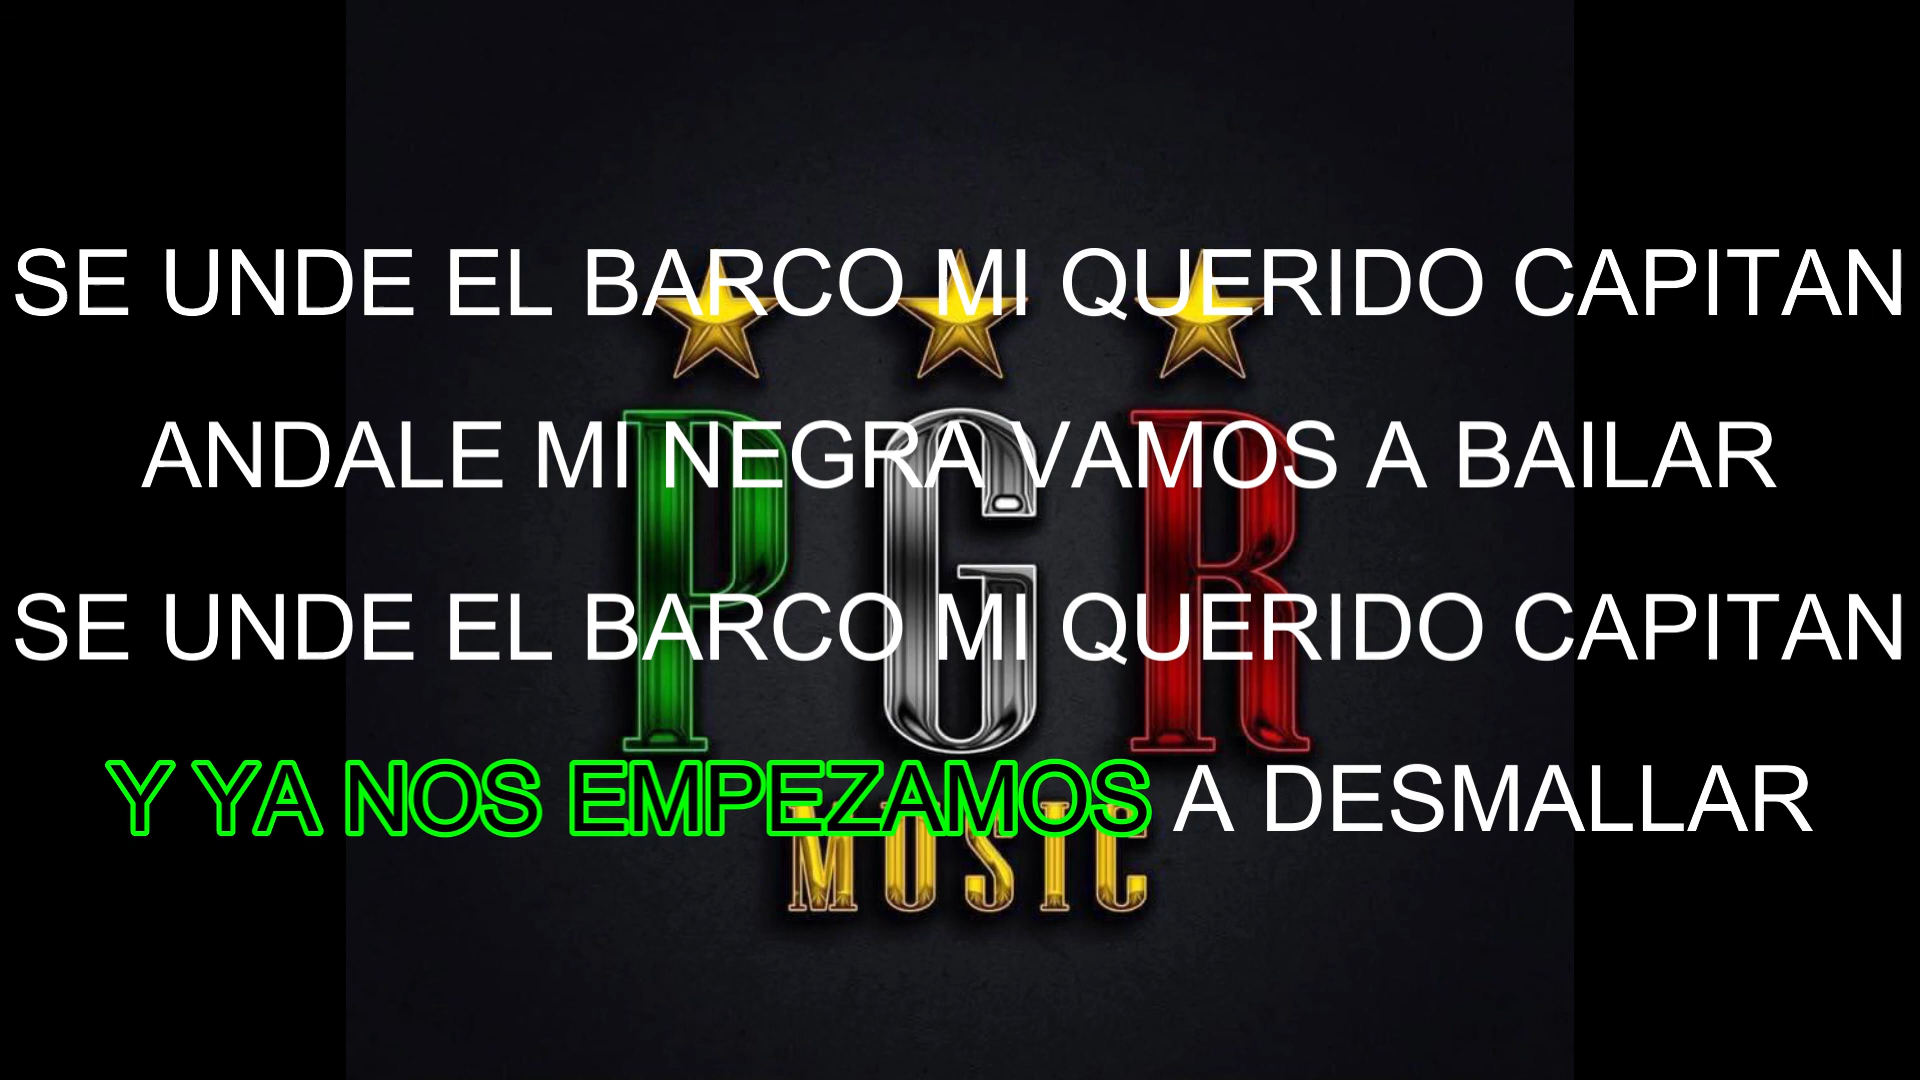 SE UNDE EL BARCO MI QUERIDO CAPITAN
ANDALE MI NEGRA VAMOS A BAILAR
SE UNDE EL BARCO MI QUERIDO CAPITAN
Y YA NOS EMPEZAMOS A DESMALLAR
PGR
MUSIC